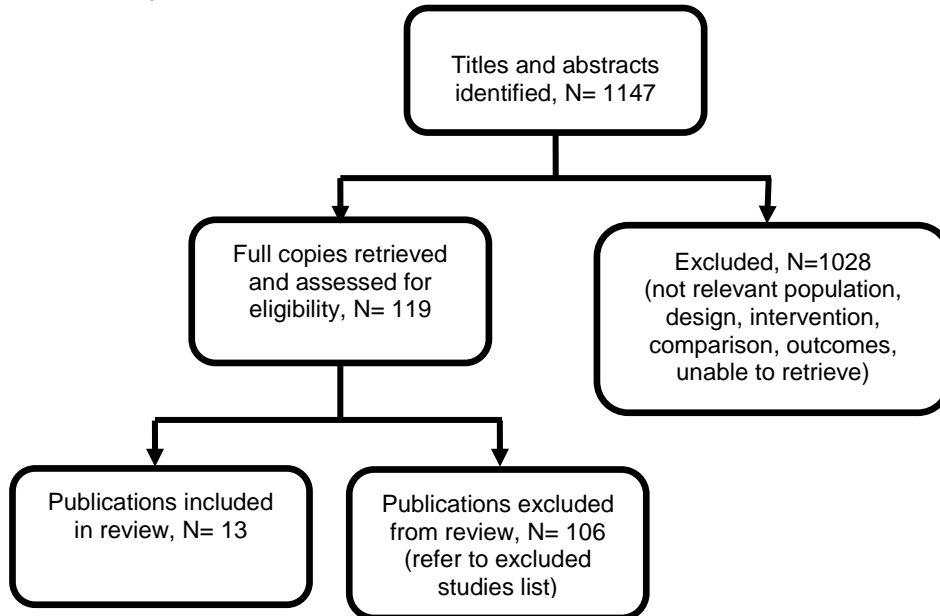 Titles and abstracts
identified, N= 1147
Full copies retrieved
and assessed for
eligibility, N= 119
Excluded, N=1028
(not relevant population,
design, intervention,
comparison, outcomes,
unable to retrieve)
Publications included
in review, N= 13
Publications excluded
from review, N= 106
(refer to excluded
studies list)